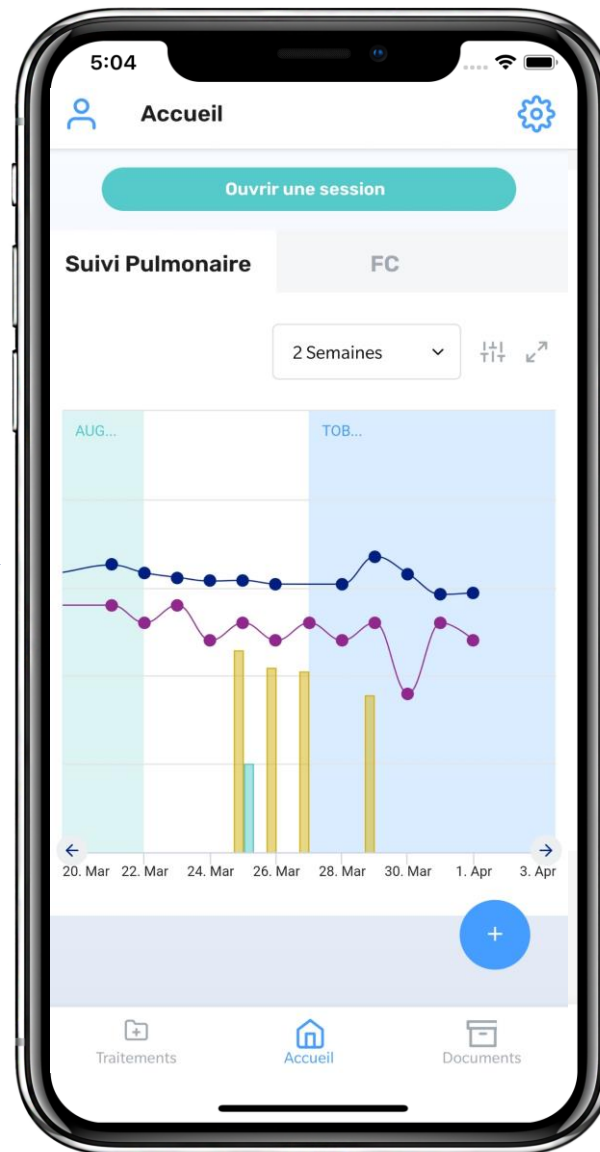 5:04
Accueil
Ouvrir une session
Suivi Pulmonaire FC
2 Semaines
AUG... TOB...
20. Mar 22. Mar 24. Mar 26. Mar 28. Mar 30. Mar 1. Apr 3. Apr
Traitements Accueil Documents